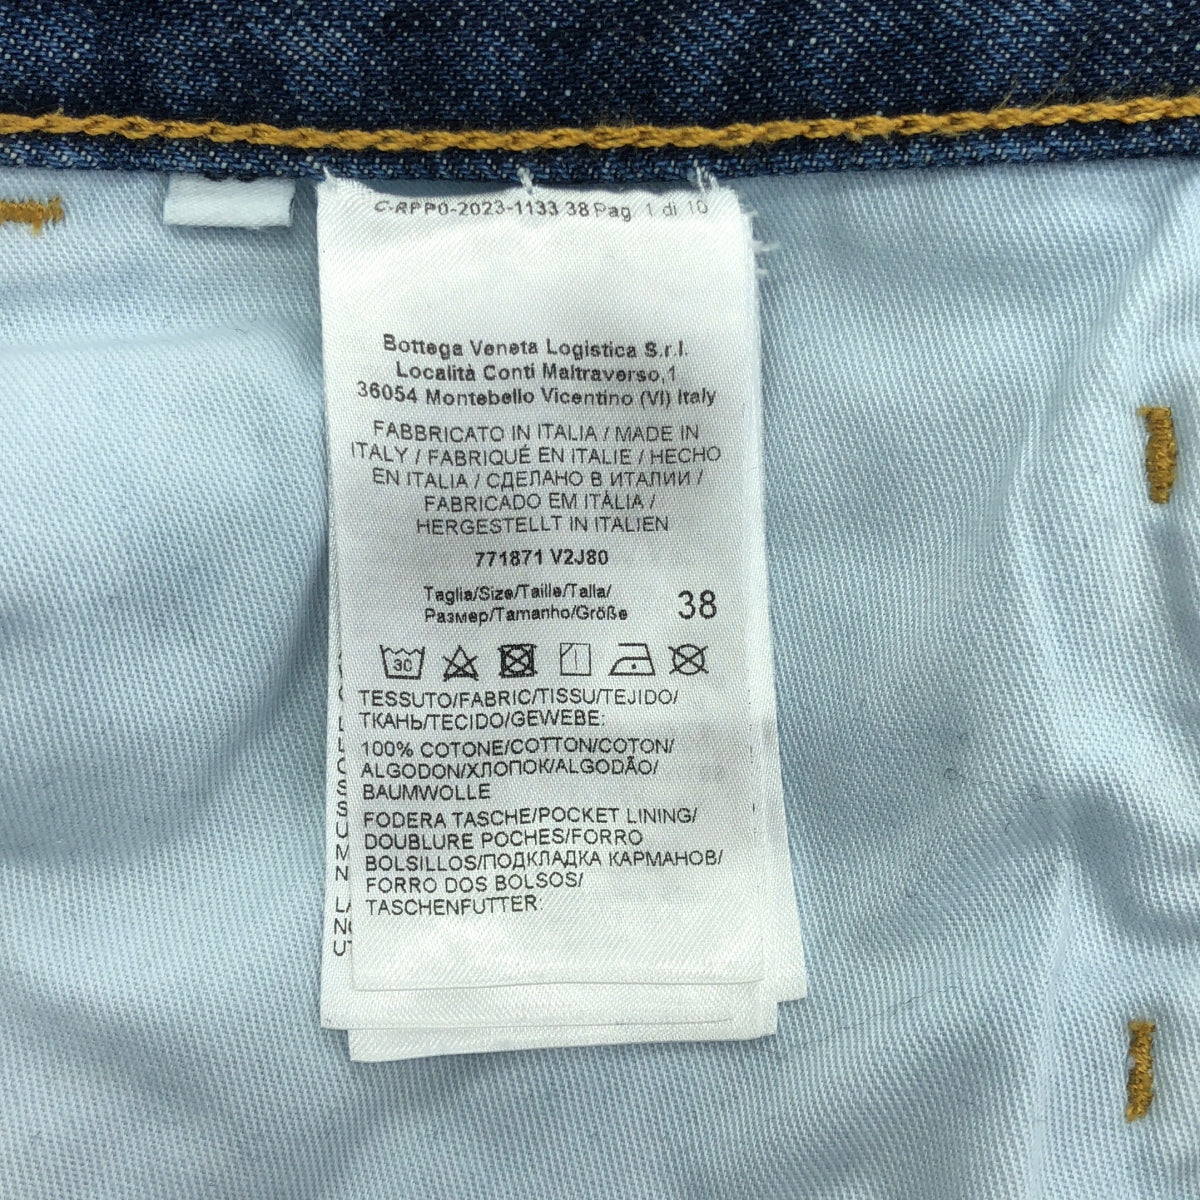 C-RPP0-2023-1133 38 Pag. 1 di 10
Bottega Veneta Logistica S.r.l.
Località Conti Maltraverso,1
36054 Montebello Vicentino (VI) Italy
FABBRICATO IN ITALIA / MADE IN
ITALY / FABRIQUÉ EN ITALIE / HECHO
EN ITALIA / СДЕЛАНО В ИТАЛИИ /
FABRICADO EM ITÁLIA /
HERGESTELLT IN ITALIEN
771871 V2J80
Taglia/Size/Taille/Talla/
Размер/Tamanho/Größe 38
30
TESSUTO/FABRIC/TISSU/TEJIDO/
ТКАНЬ/TECIDO/GEWEBE:
100% COTONE/COTTON/COTON/
ALGODON/ХЛОПОК/ALGODÃO/
BAUMWOLLE
FODERA TASCHE/POCKET LINING/
DOUBLURE POCHES/FORRO
BOLSILLOS/ПОДКЛАДКА КАРМАНОВ/
FORRO DOS BOLSOS/
TASCHENFUTTER: